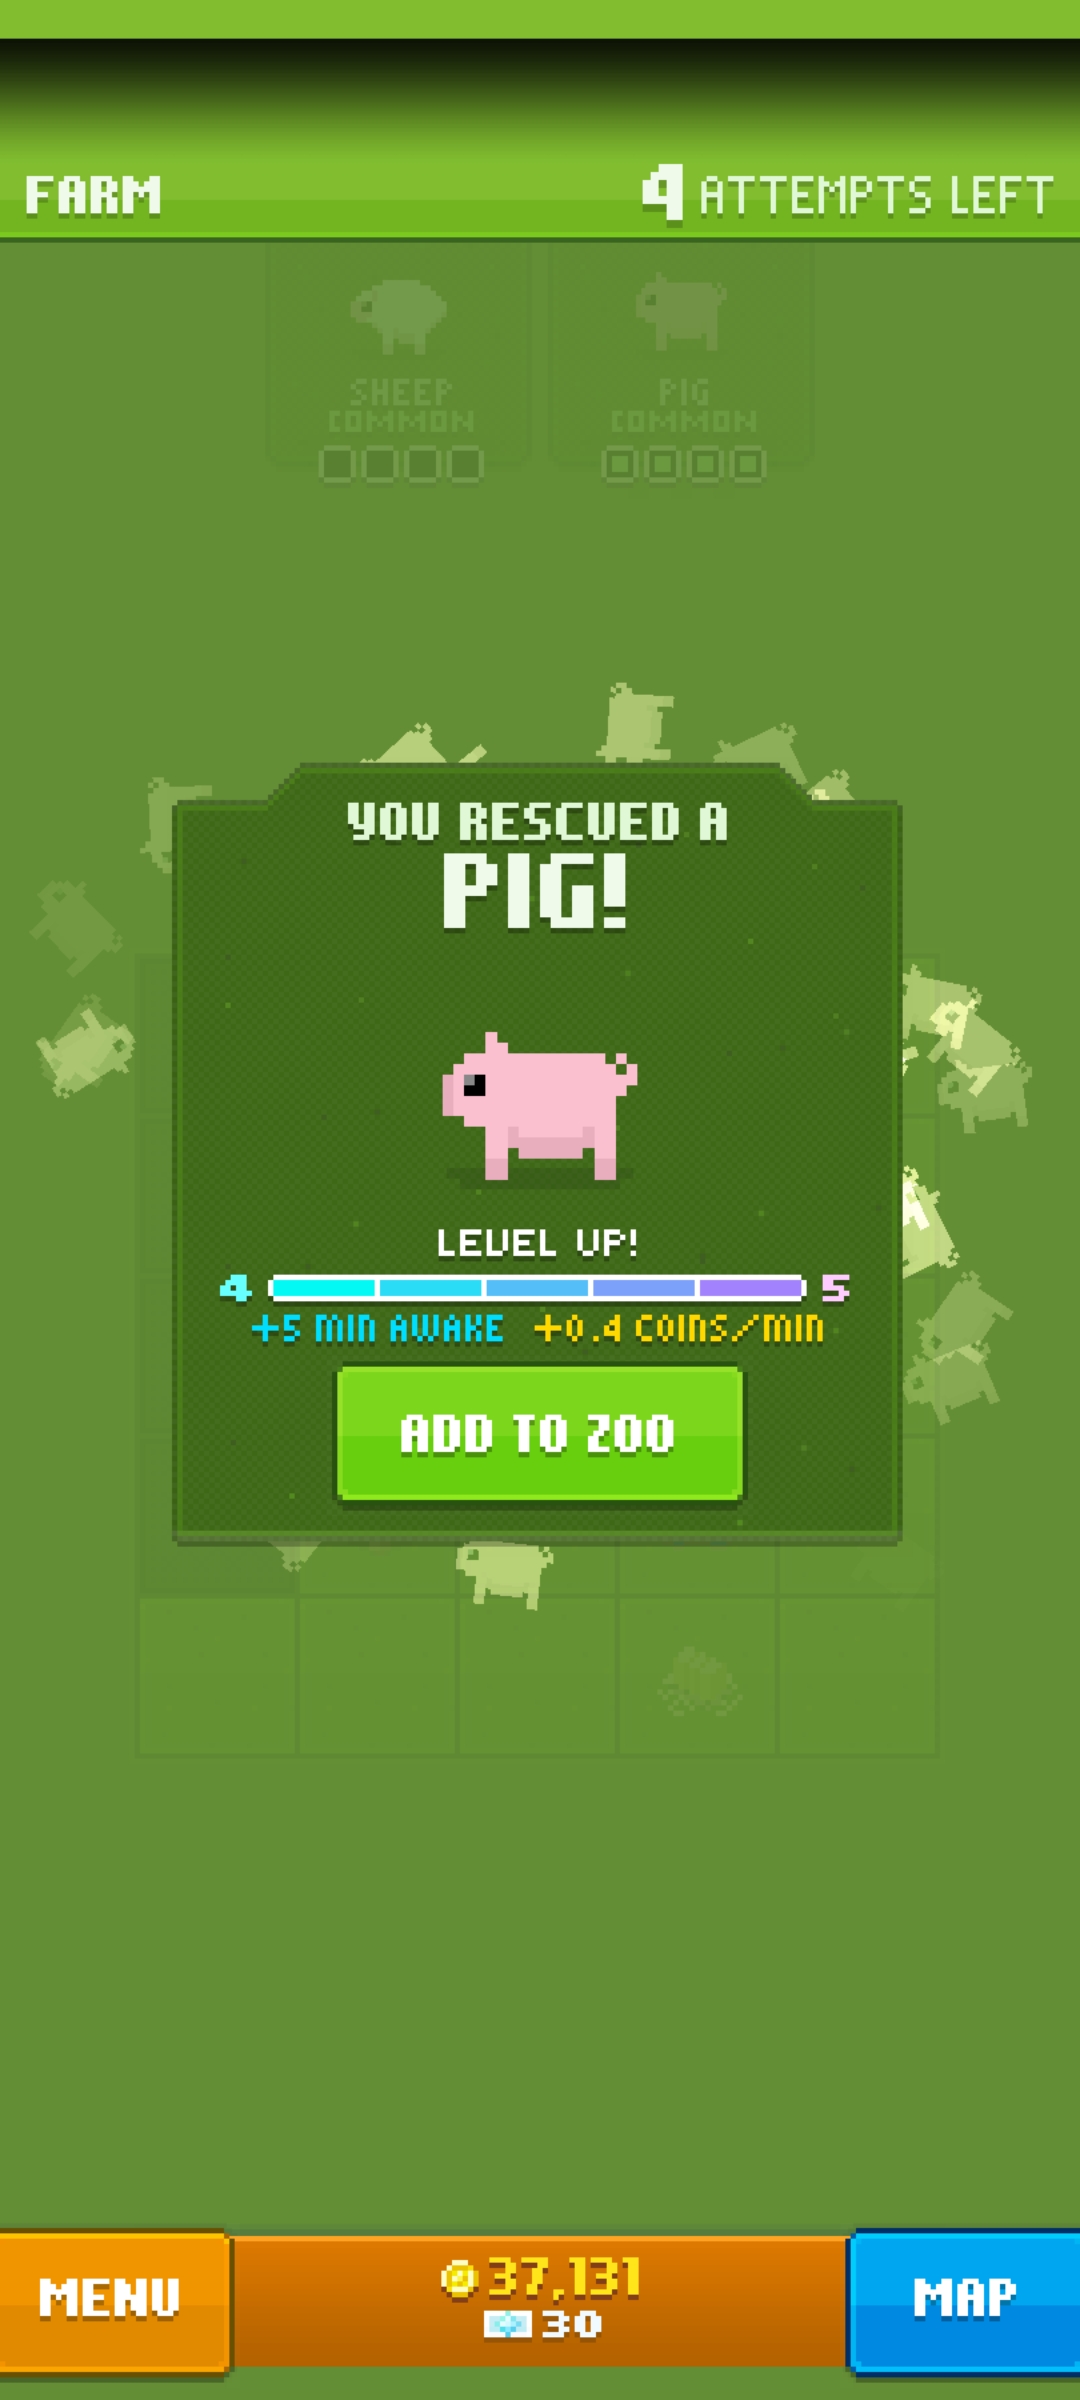 FARM
4 ATTEMPTS LEFT
SHEEP
COMMON
PIG
COMMON
YOU RESCUED A
PIG!
LEVEL UP!
4 5
+5 MIN AWAKE +0.4 COINS/MIN
ADD TO ZOO
MENU
37,131
30
MAP